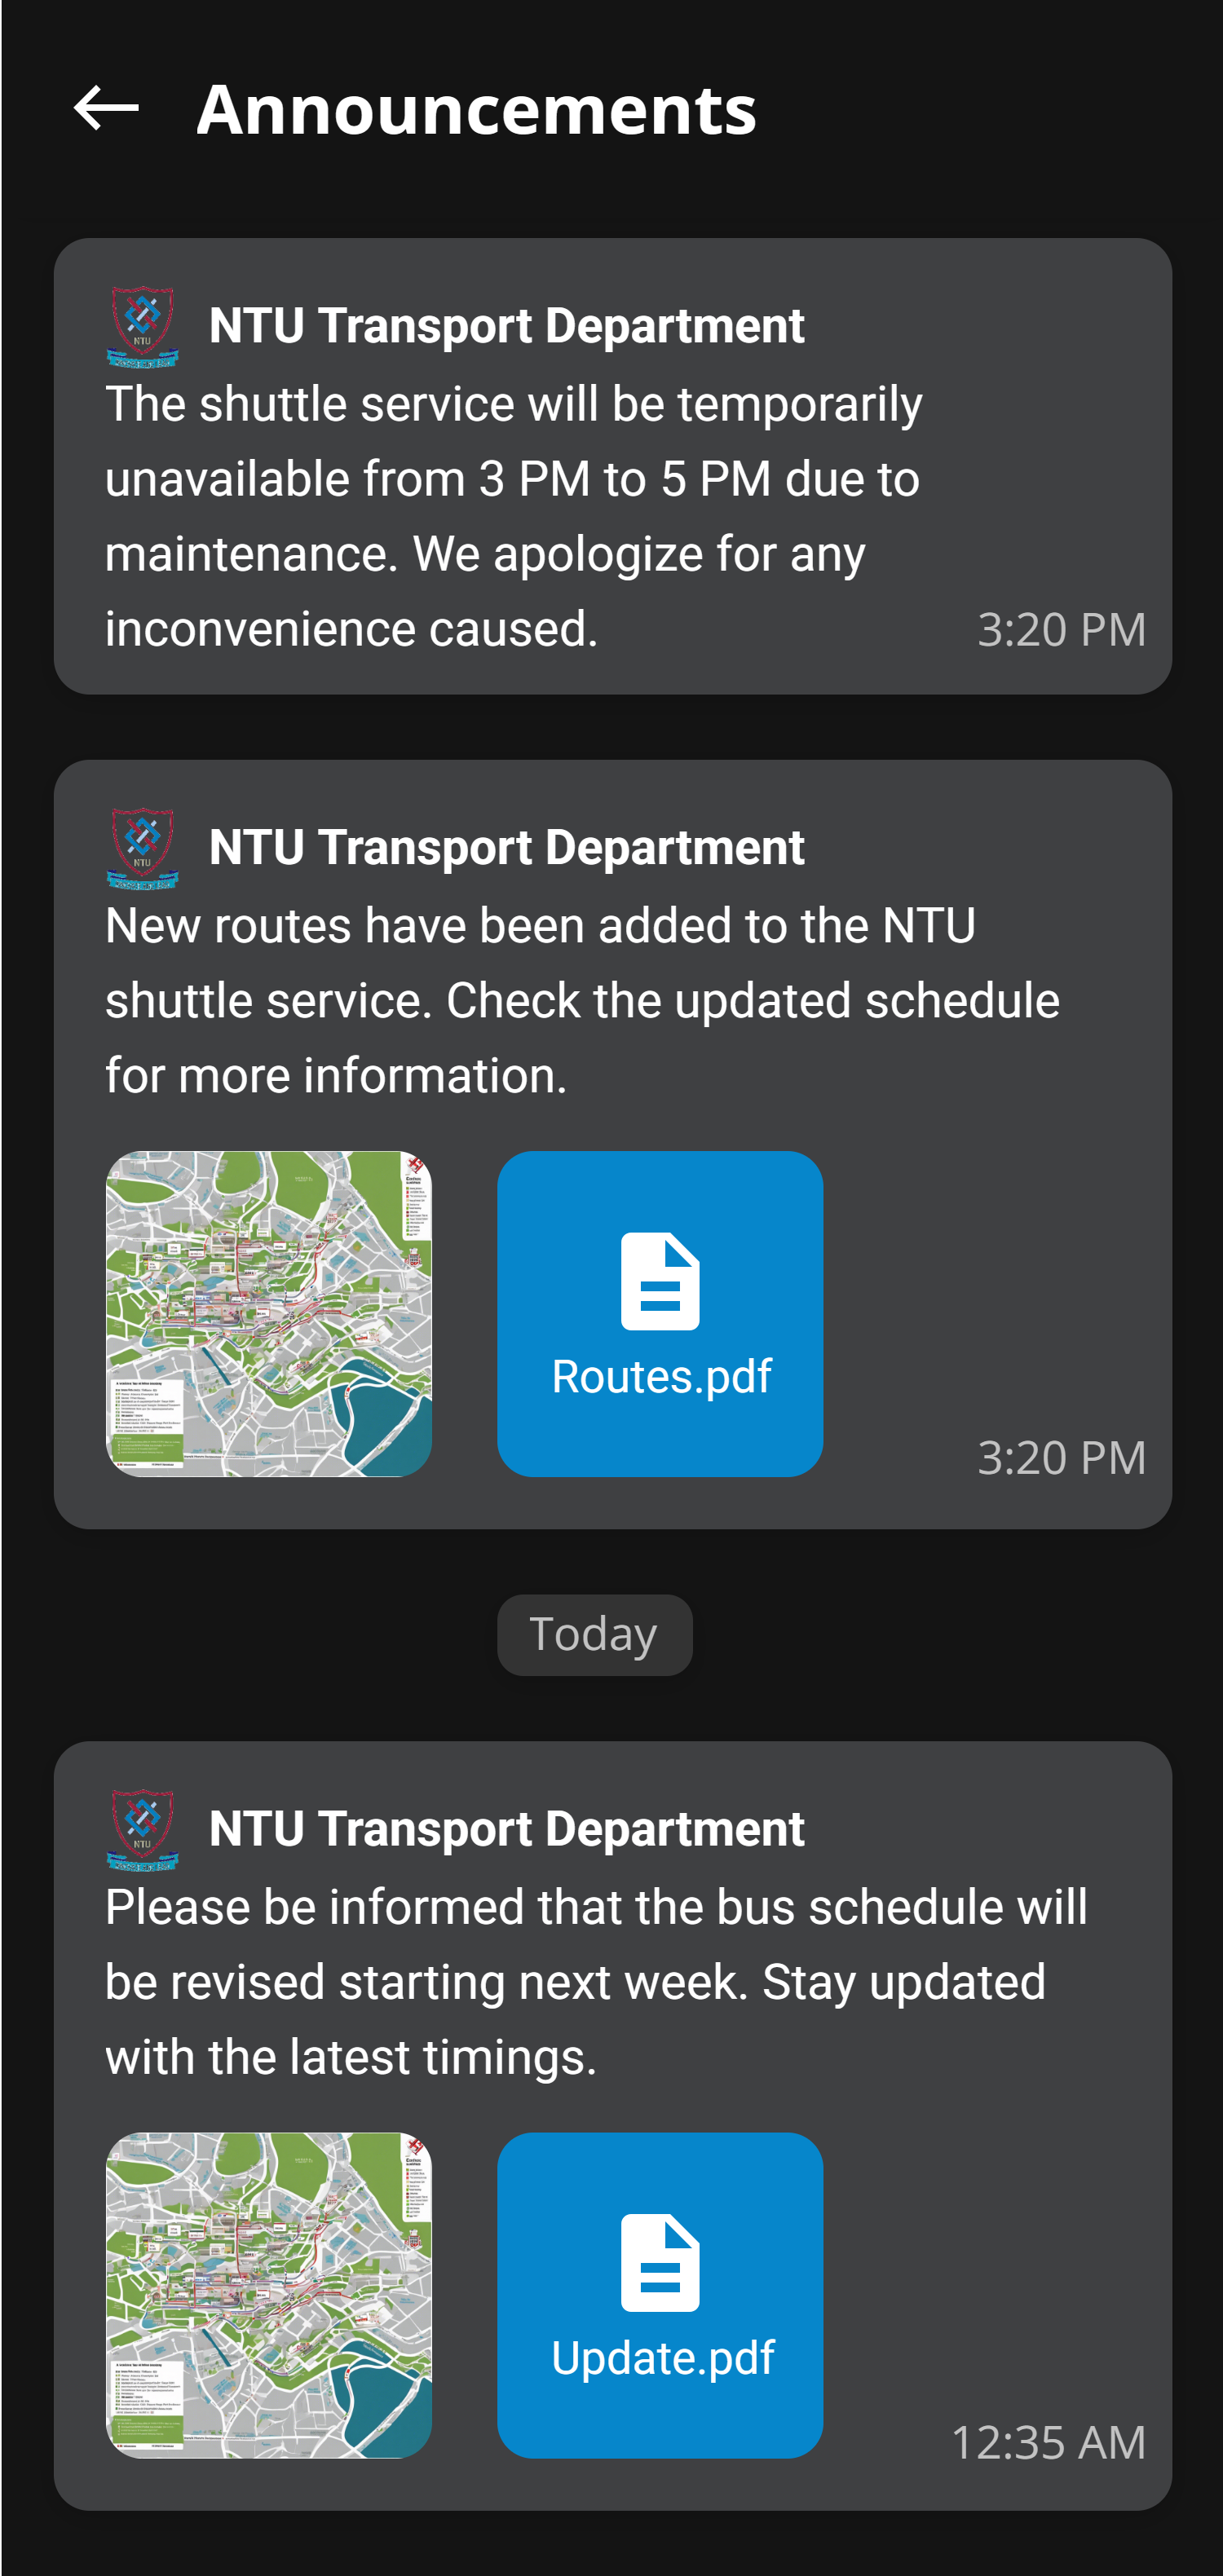 Announcements
NTU
NTU Transport Department
The shuttle service will be temporarily
unavailable from 3 PM to 5 PM due to
maintenance. We apologize for any
inconvenience caused.
3:20 PM
NTU
NTU Transport Department
New routes have been added to the NTU
shuttle service. Check the updated schedule
for more information.
Routes.pdf
3:20 PM
Today
NTU
NTU Transport Department
Please be informed that the bus schedule will
be revised starting next week. Stay updated
with the latest timings.
Update.pdf
12:35 AM